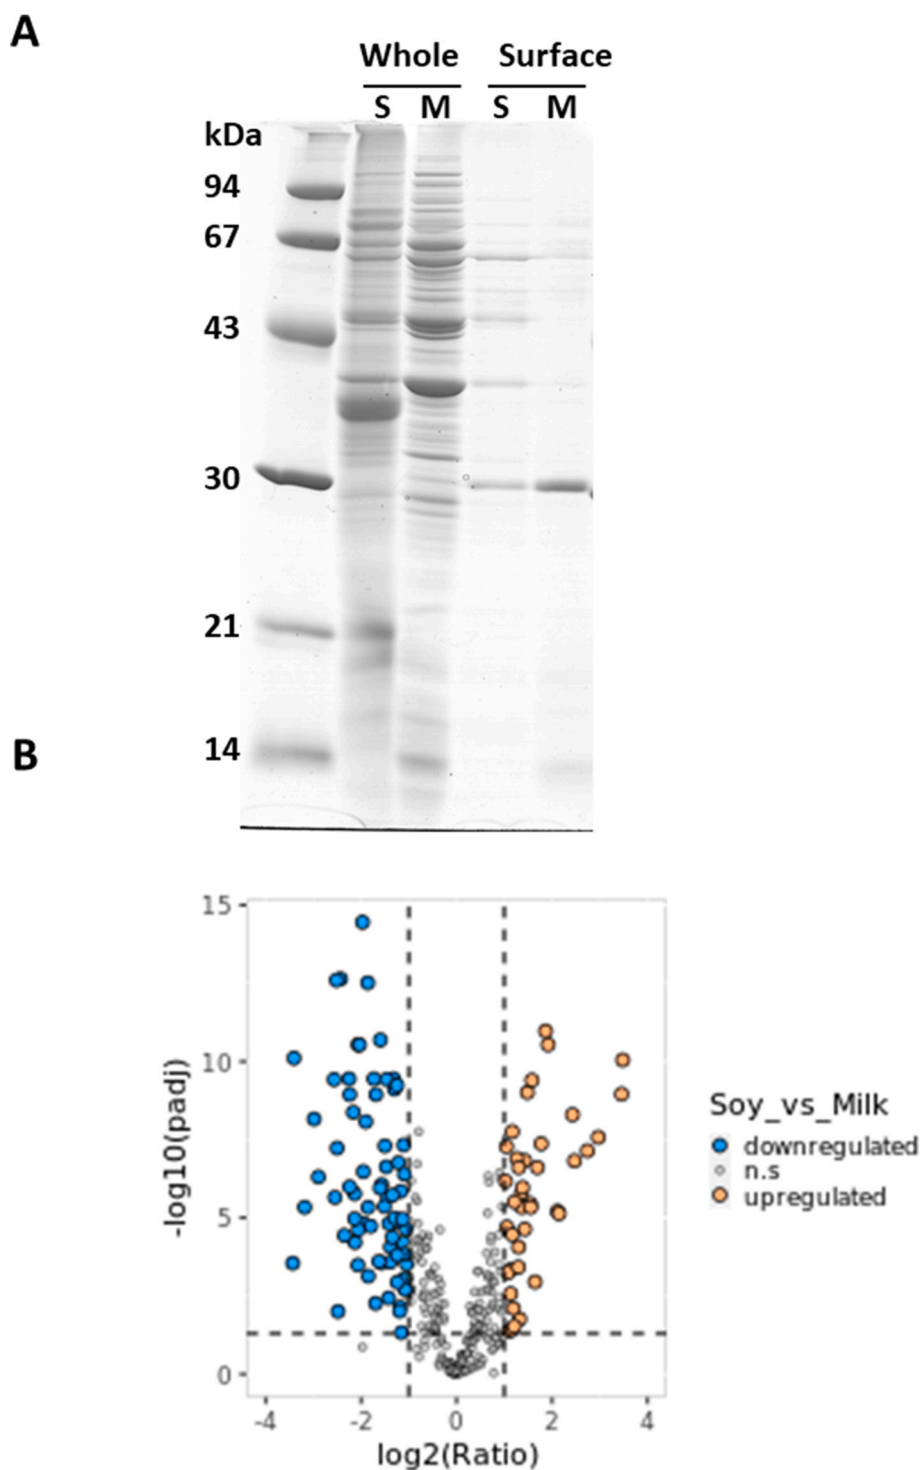 A
Whole Surface
S M S M
kDa
94
67
43
30
21
14
B
15
10
5
0
-log10(padj)
-4 -2 0 2 4
log2(Ratio)
Soy_vs_Milk
downregulated
n.s
upregulated